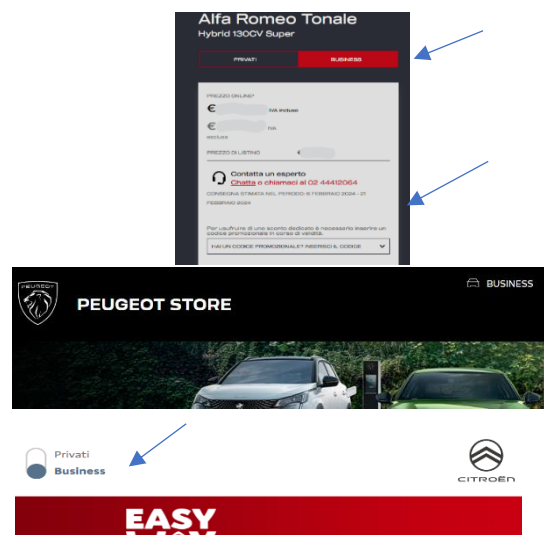 Alfa Romeo Tonale
Hybrid 130CV Super
PRIVATI
BUSINESS
PREZZO ONLINE*
€ IVA inclusa
€ IVA
esclusa
PREZZO DI LISTINO €
Contatta un esperto
Chatta o chiamaci al 02 44412064
CONSEGNA STIMATA NEL PERIODO 6 FEBBRAIO 2024 - 21
FEBBRAIO 2024
Per usufruire di uno sconto dedicato è necessario inserire un
codice promozionale in corso di validità.
HAI UN CODICE PROMOZIONALE? INSERISCI IL CODICE
PEUGEOT
PEUGEOT STORE
BUSINESS
Privati
Business
CITROËN
EASY
WAY